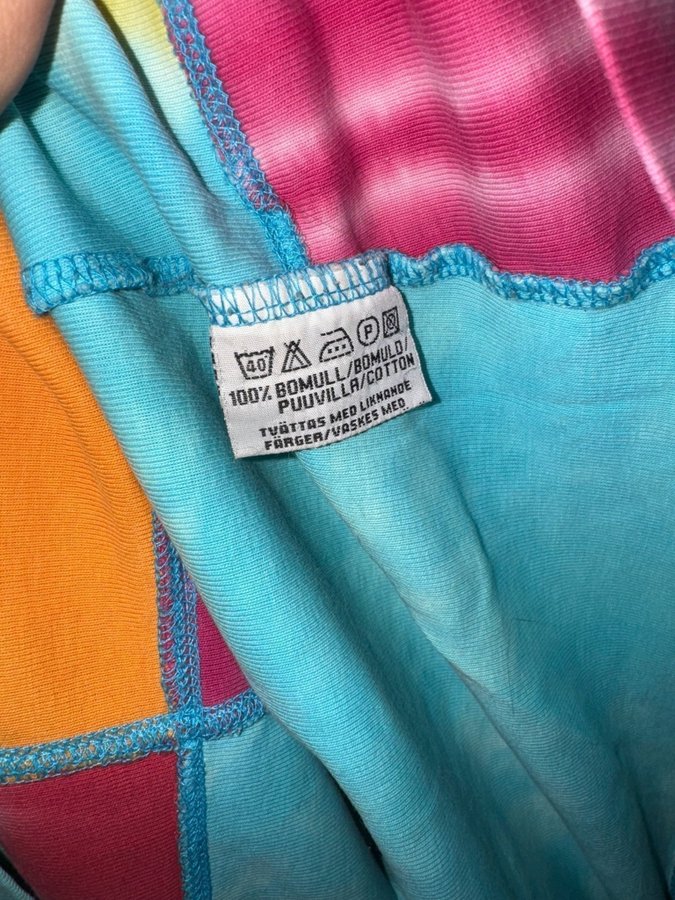 40 P
100% BOMULL/BOMULD/
PUUVILLA/COTTON
TVÄTTAS MED LIKNANDE
FÄRGER/VASKES MED